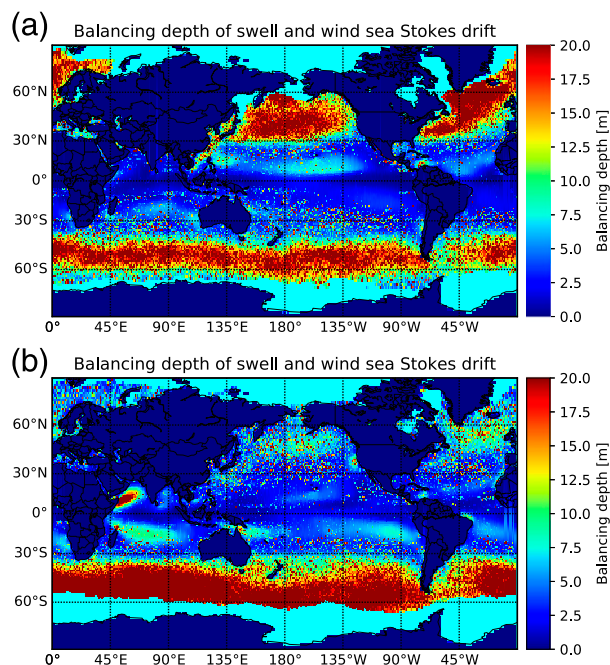 (a)
Balancing depth of swell and wind sea Stokes drift
60°N
30°N
0°
30°S
60°S
0° 45°E 90°E 135°E 180° 135°W 90°W 45°W
20.0
17.5
15.0
12.5
10.0
7.5
5.0
2.5
0.0
Balancing depth [m]
(b)
Balancing depth of swell and wind sea Stokes drift
60°N
30°N
0°
30°S
60°S
0° 45°E 90°E 135°E 180° 135°W 90°W 45°W
20.0
17.5
15.0
12.5
10.0
7.5
5.0
2.5
0.0
Balancing depth [m]